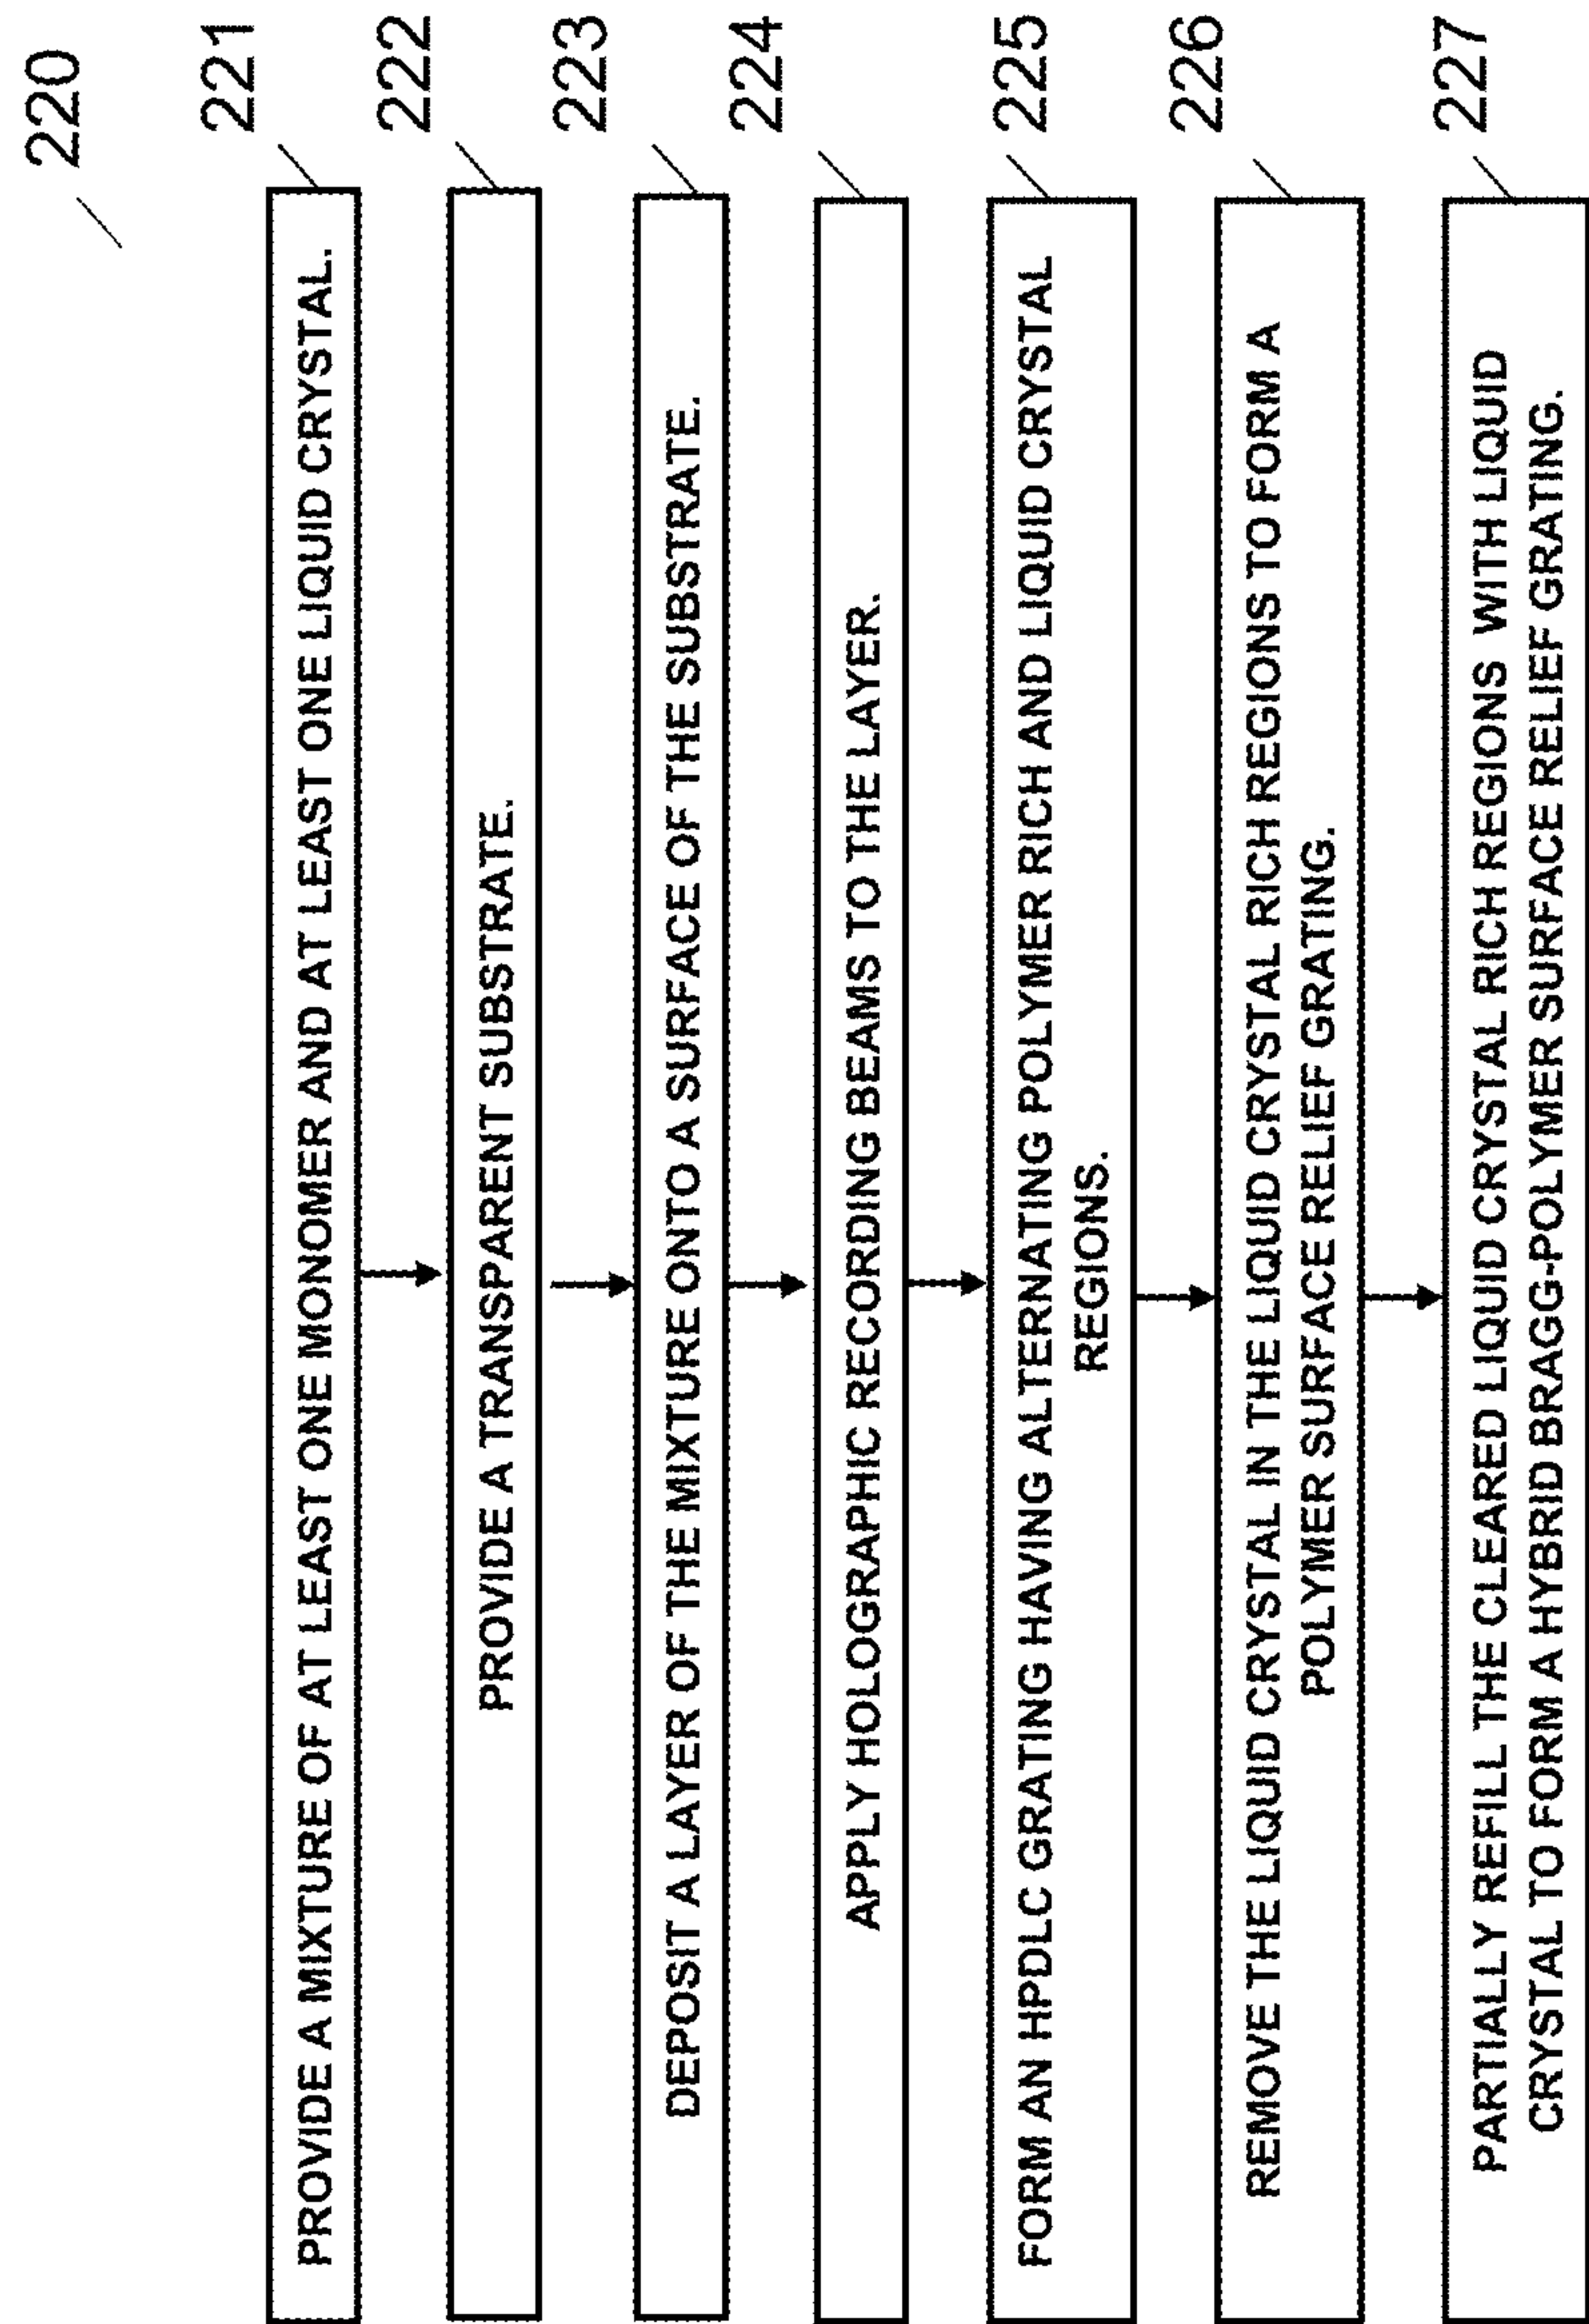 220
221
PROVIDE A MIXTURE OF AT LEAST ONE MONOMER AND AT LEAST ONE LIQUID CRYSTAL.
222
PROVIDE A TRANSPARENT SUBSTRATE.
223
DEPOSIT A LAYER OF THE MIXTURE ONTO A SURFACE OF THE SUBSTRATE.
224
APPLY HOLOGRAPHIC RECORDING BEAMS TO THE LAYER.
225
FORM AN HPDLC GRATING HAVING ALTERNATING POLYMER RICH AND LIQUID CRYSTAL
REGIONS.
226
REMOVE THE LIQUID CRYSTAL IN THE LIQUID CRYSTAL RICH REGIONS TO FORM A
POLYMER SURFACE RELIEF GRATING.
227
PARTIALLY REFILL THE CLEARED LIQUID CRYSTAL RICH REGIONS WITH LIQUID
CRYSTAL TO FORM A HYBRID BRAGG-POLYMER SURFACE RELIEF GRATING.